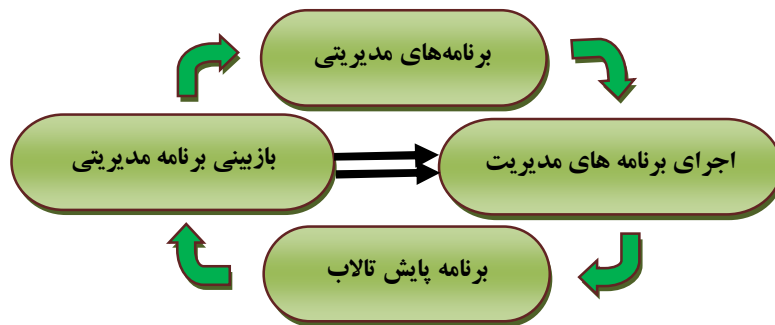 برنامه‌های مدیریتی
اجرای برنامه های مدیریت
بازبینی برنامه مدیریتی
برنامه پایش تالاب